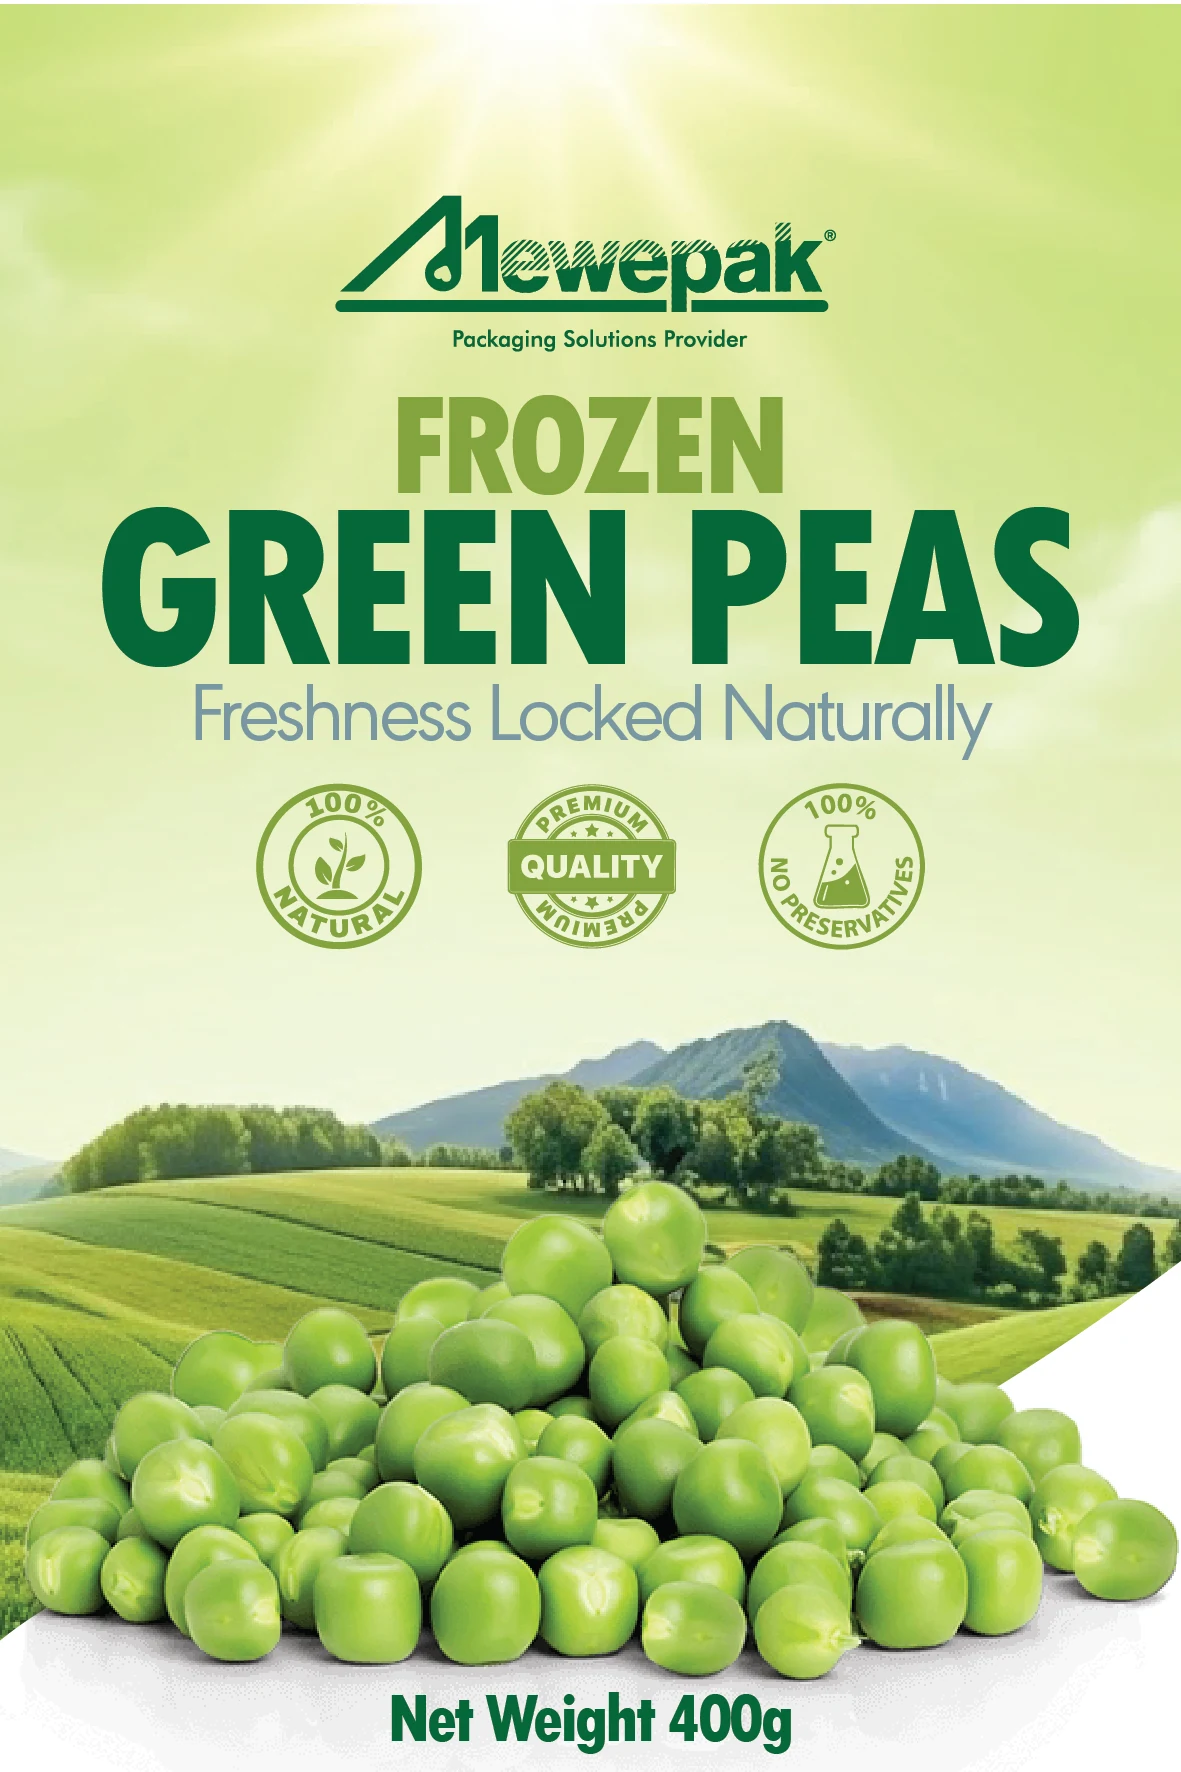 Mewepak®
Packaging Solutions Provider
FROZEN
GREEN PEAS
Freshness Locked Naturally
100%
NATURAL
PREMIUM
QUALITY
PREMIUM
100%
NO PRESERVATIVES
Net Weight 400g